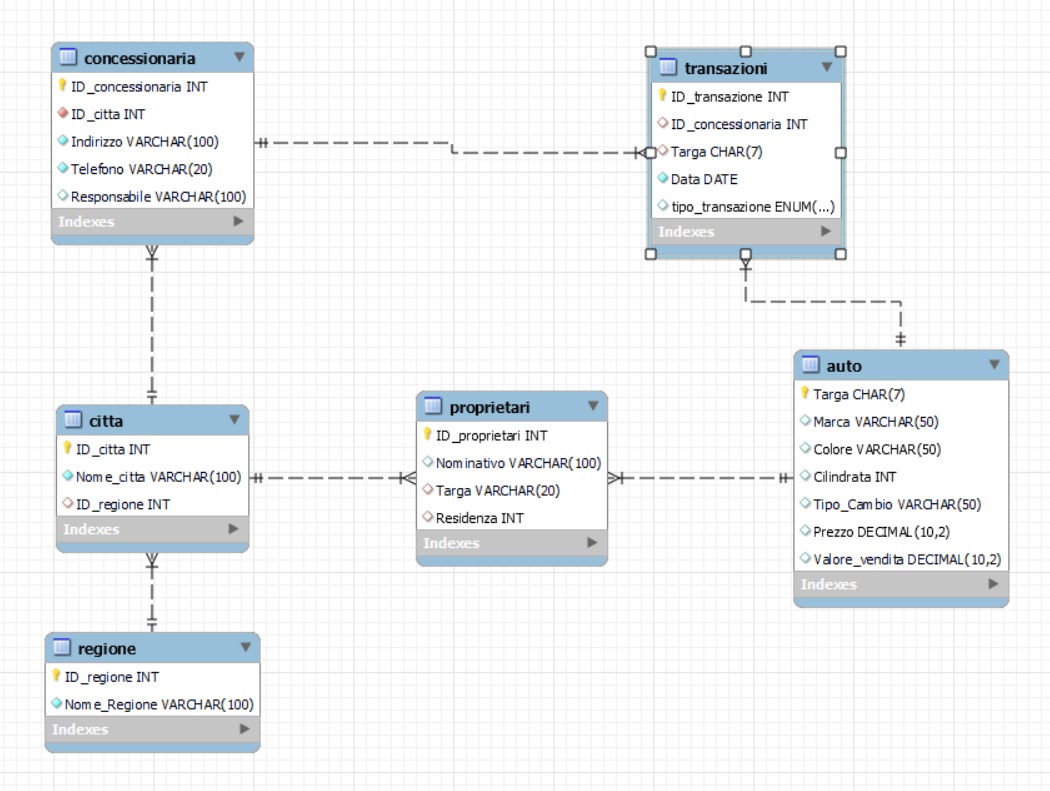 concessionaria
ID_concessionaria INT
ID_citta INT
Indirizzo VARCHAR(100)
Telefono VARCHAR(20)
Responsabile VARCHAR(100)
Indexes
transazioni
ID_transazione INT
ID_concessionaria INT
Targa CHAR(7)
Data DATE
tipo_transazione ENUM(...)
Indexes
citta
ID_citta INT
Nome_citta VARCHAR(100)
ID_regione INT
Indexes
proprietari
ID_proprietari INT
Nominativo VARCHAR(100)
Targa VARCHAR(20)
Residenza INT
Indexes
auto
Targa CHAR(7)
Marca VARCHAR(50)
Colore VARCHAR(50)
Cilindrata INT
Tipo_Cambio VARCHAR(50)
Prezzo DECIMAL(10,2)
Valore_vendita DECIMAL(10,2)
Indexes
regione
ID_regione INT
Nome_Regione VARCHAR(100)
Indexes